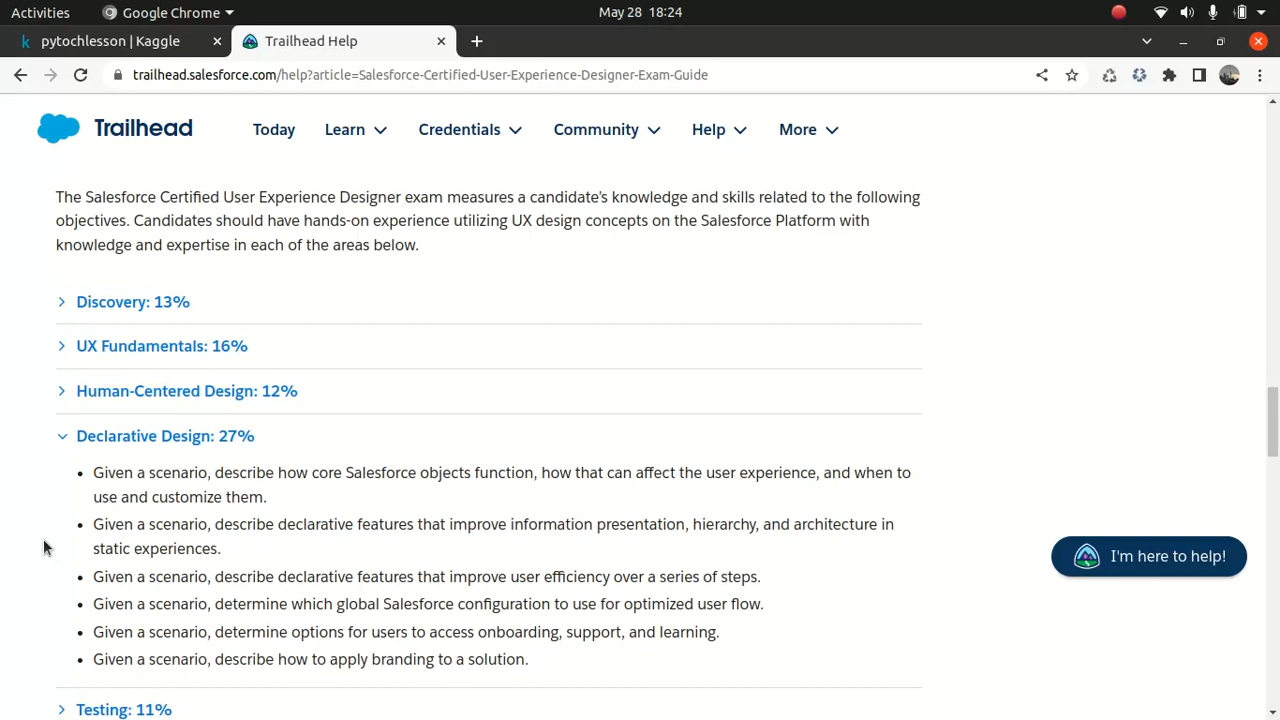 Activities
Google Chrome
May 28 18:24
pytochlesson | Kaggle
Trailhead Help
trailhead.salesforce.com/help?article=Salesforce-Certified-User-Experience-Designer-Exam-Guide
Trailhead
Today
Learn
Credentials
Community
Help
More
The Salesforce Certified User Experience Designer exam measures a candidate's knowledge and skills related to the following
objectives. Candidates should have hands-on experience utilizing UX design concepts on the Salesforce Platform with
knowledge and expertise in each of the areas below.
Discovery: 13%
UX Fundamentals: 16%
Human-Centered Design: 12%
Declarative Design: 27%
• Given a scenario, describe how core Salesforce objects function, how that can affect the user experience, and when to
use and customize them.
• Given a scenario, describe declarative features that improve information presentation, hierarchy, and architecture in
static experiences.
• Given a scenario, describe declarative features that improve user efficiency over a series of steps.
• Given a scenario, determine which global Salesforce configuration to use for optimized user flow.
• Given a scenario, determine options for users to access onboarding, support, and learning.
• Given a scenario, describe how to apply branding to a solution.
I'm here to help!
Testing: 11%